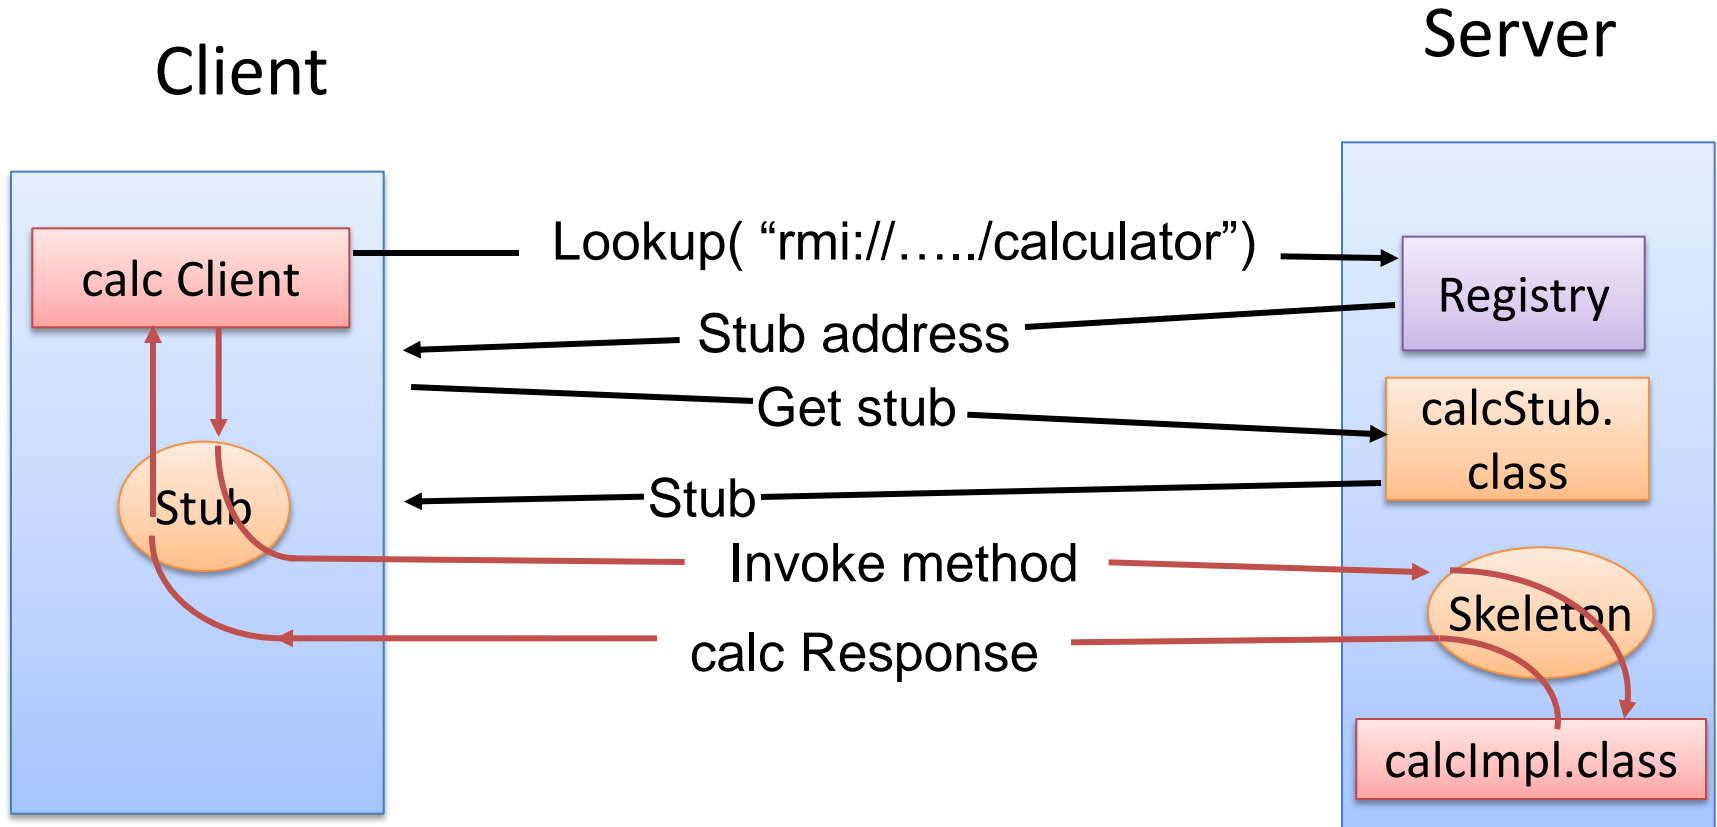 Client
Server
Lookup( “rmi://…../calculator”)
calc Client
Registry
Stub address
Get stub
calcStub.
class
Stub
Stub
Invoke method
Skeleton
calc Response
calcImpl.class